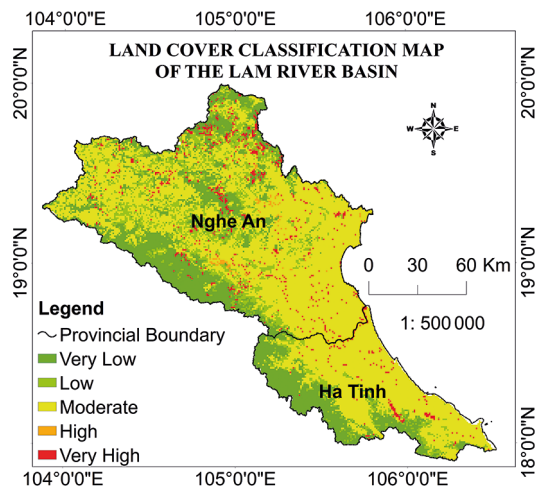 104°0'0"E 105°0'0"E 106°0'0"E
LAND COVER CLASSIFICATION MAP
OF THE LAM RIVER BASIN
20°0'0"N
20°0'0"N
N
W E
S
Nghe An
19°0'0"N
19°0'0"N
0 30 60 Km
1: 500 000
Legend
Provincial Boundary
Very Low
Low
Moderate
High
Very High
Ha Tinh
18°0'0"N
104°0'0"E 105°0'0"E 106°0'0"E